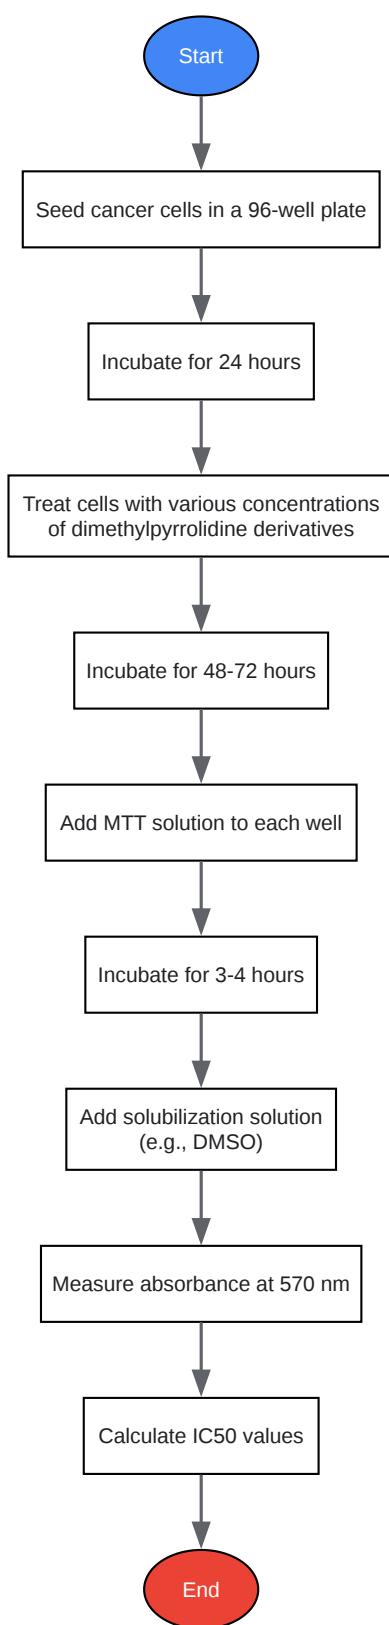 Start
Seed cancer cells in a 96-well plate
Incubate for 24 hours
Treat cells with various concentrations
of dimethylpyrrolidine derivatives
Incubate for 48-72 hours
Add MTT solution to each well
Incubate for 3-4 hours
Add solubilization solution
(e.g., DMSO)
Measure absorbance at 570 nm
Calculate IC50 values
End